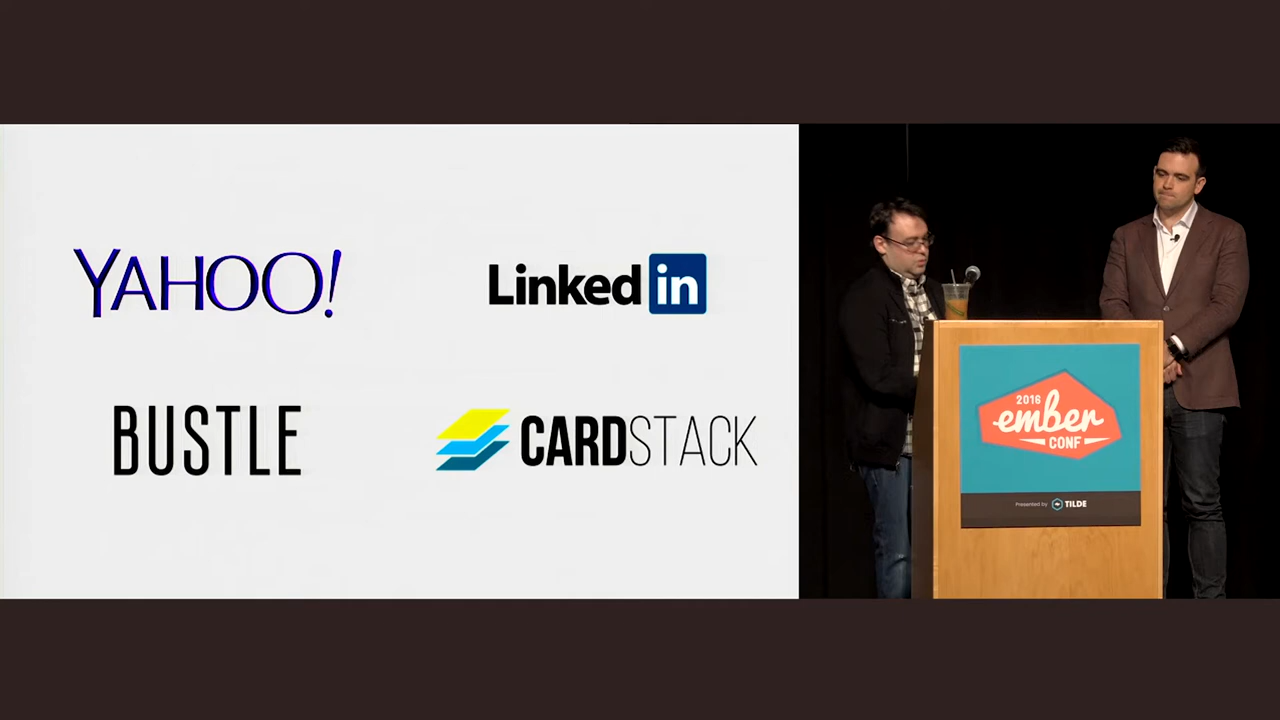 YAHOO!
Linked in
BUSTLE
CARDSTACK
2016
ember
CONF
Presented by TILDE